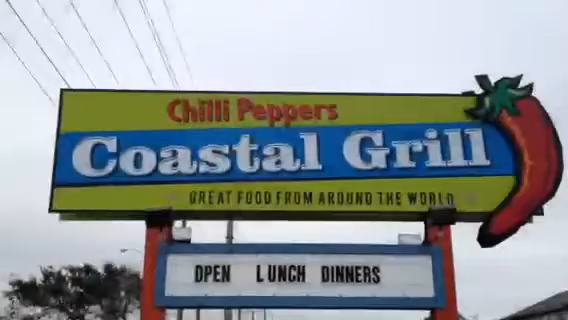 Chilli Peppers
Coastal Grill
GREAT FOOD FROM AROUND THE WORLD
OPEN LUNCH DINNERS